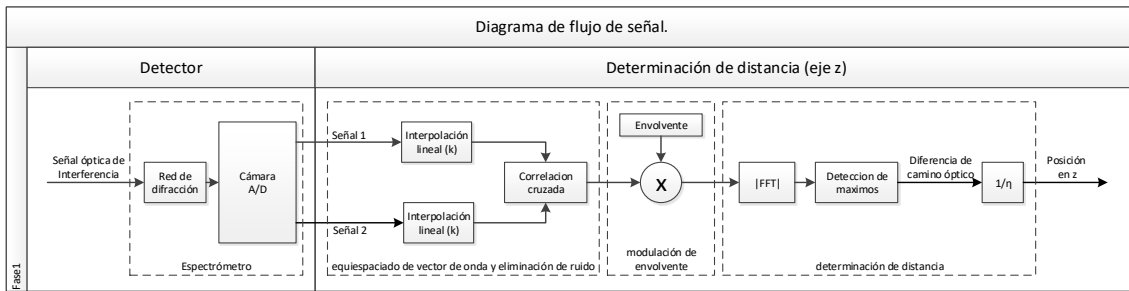 Diagrama de flujo de señal.
Detector
Determinación de distancia (eje z)
Fase1
Señal óptica de
Interferencia
Red de
difracción
Cámara
A/D
Espectrómetro
Señal 1
Señal 2
Interpolación
lineal (k)
Interpolación
lineal (k)
Correlacion
cruzada
equiespaciado de vector de onda y eliminación de ruido
Envolvente
X
modulación de
envolvente
|FFT|
Deteccion de
maximos
Diferencia de
camino óptico
1/η
determinación de distancia
Posición
en z